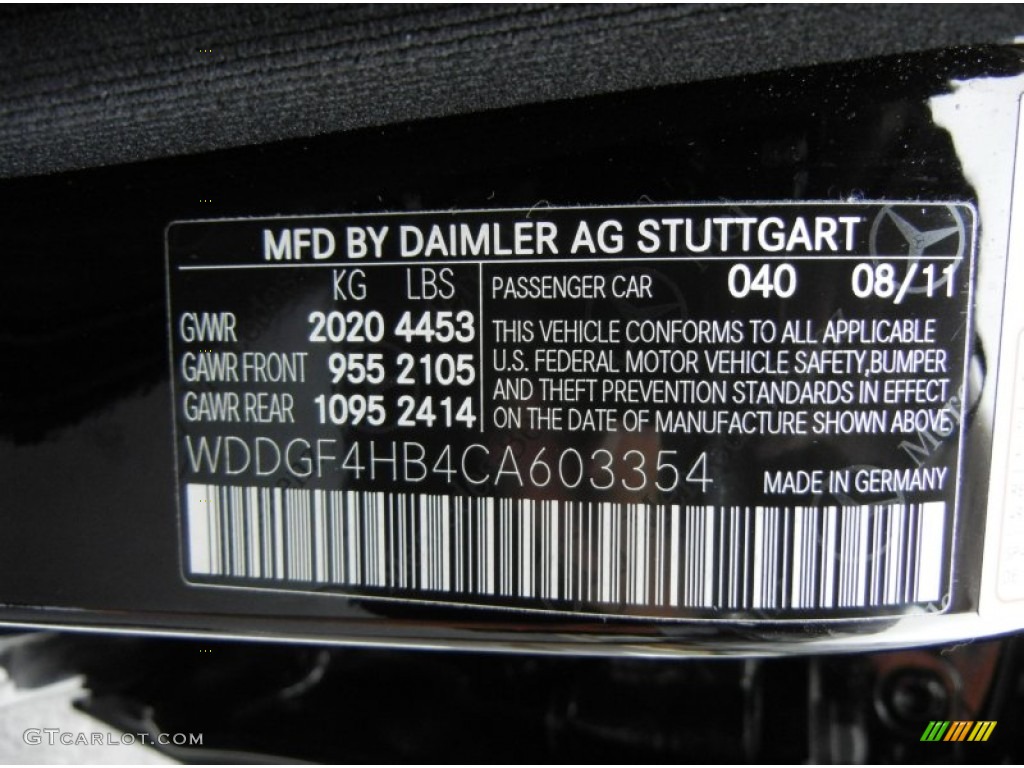 MFD BY DAIMLER AG STUTTGART
KG LBS
GVWR 2020 4453
GAWR FRONT 955 2105
GAWR REAR 1095 2414
PASSENGER CAR 040 08/11
THIS VEHICLE CONFORMS TO ALL APPLICABLE
U.S. FEDERAL MOTOR VEHICLE SAFETY, BUMPER
AND THEFT PREVENTION STANDARDS IN EFFECT
ON THE DATE OF MANUFACTURE SHOWN ABOVE
WDDGF4HB4CA603354
MADE IN GERMANY
GTCARLOT.COM